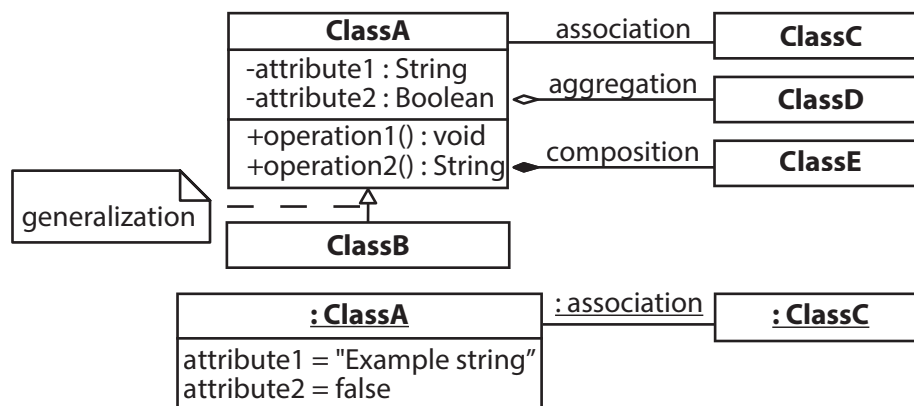 ClassA
-attribute1 : String
-attribute2 : Boolean
+operation1() : void
+operation2() : String
association
ClassC
aggregation
ClassD
composition
ClassE
generalization
ClassB
: ClassA
attribute1 = "Example string”
attribute2 = false
: association
: ClassC